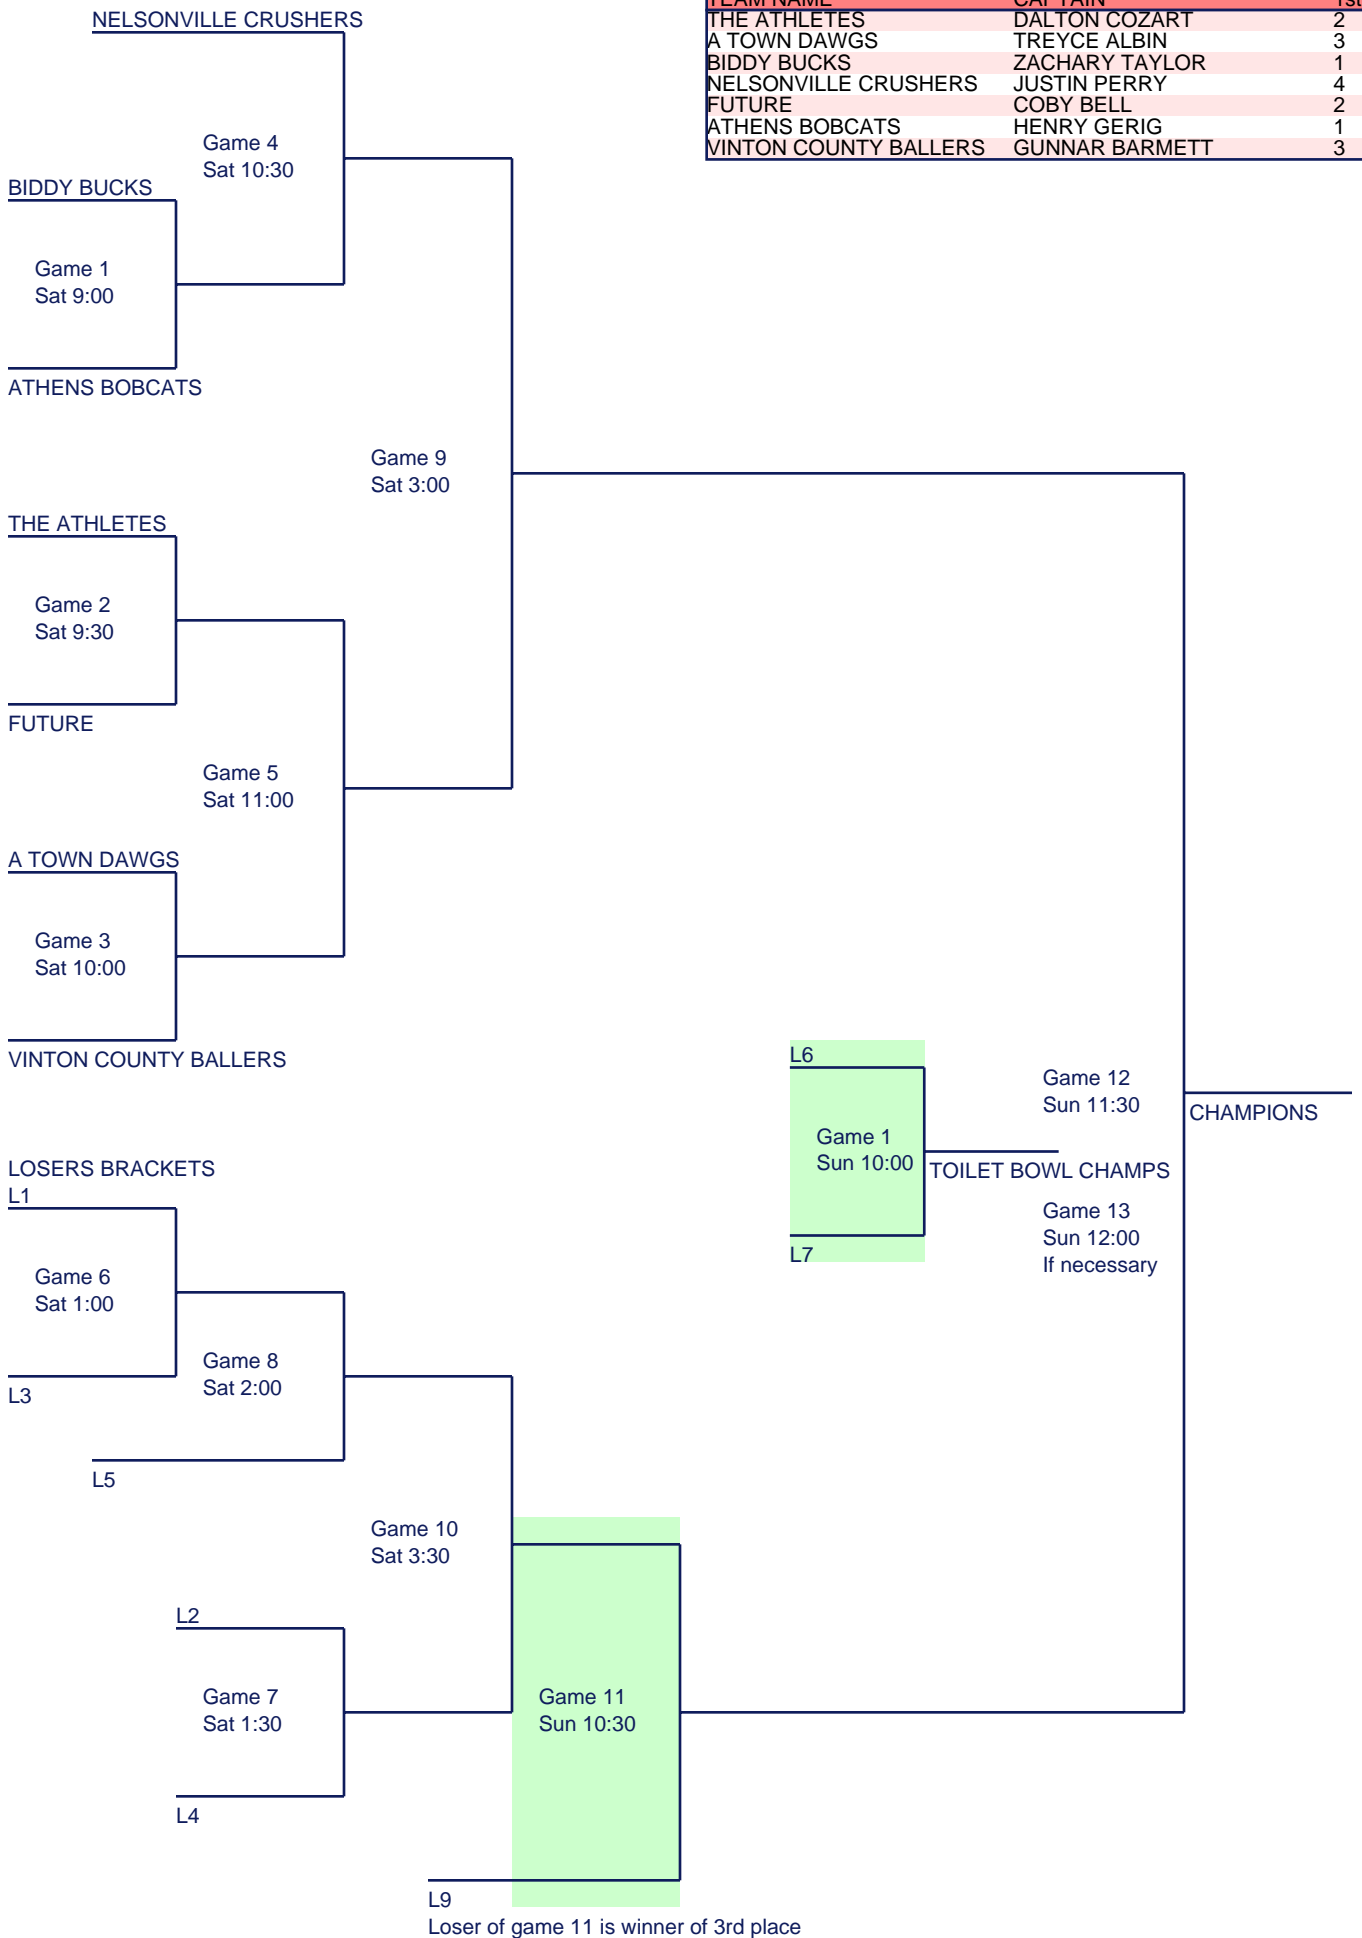 TEAM NAME CAPTAIN 1st
THE ATHLETES DALTON COZART 2
A TOWN DAWGS TREYCE ALBIN 3
BIDDY BUCKS ZACHARY TAYLOR 1
NELSONVILLE CRUSHERS JUSTIN PERRY 4
FUTURE COBY BELL 2
ATHENS BOBCATS HENRY GERIG 1
VINTON COUNTY BALLERS GUNNAR BARMETT 3
NELSONVILLE CRUSHERS
Game 4
Sat 10:30
BIDDY BUCKS
Game 1
Sat 9:00
ATHENS BOBCATS
Game 9
Sat 3:00
THE ATHLETES
Game 2
Sat 9:30
FUTURE
Game 5
Sat 11:00
A TOWN DAWGS
Game 3
Sat 10:00
VINTON COUNTY BALLERS
L6
Game 1
Sun 10:00
L7
TOILET BOWL CHAMPS
Game 12
Sun 11:30
CHAMPIONS
Game 13
Sun 12:00
If necessary
LOSERS BRACKETS
L1
Game 6
Sat 1:00
L3
Game 8
Sat 2:00
L5
Game 10
Sat 3:30
L2
Game 7
Sat 1:30
L4
Game 11
Sun 10:30
L9
Loser of game 11 is winner of 3rd place